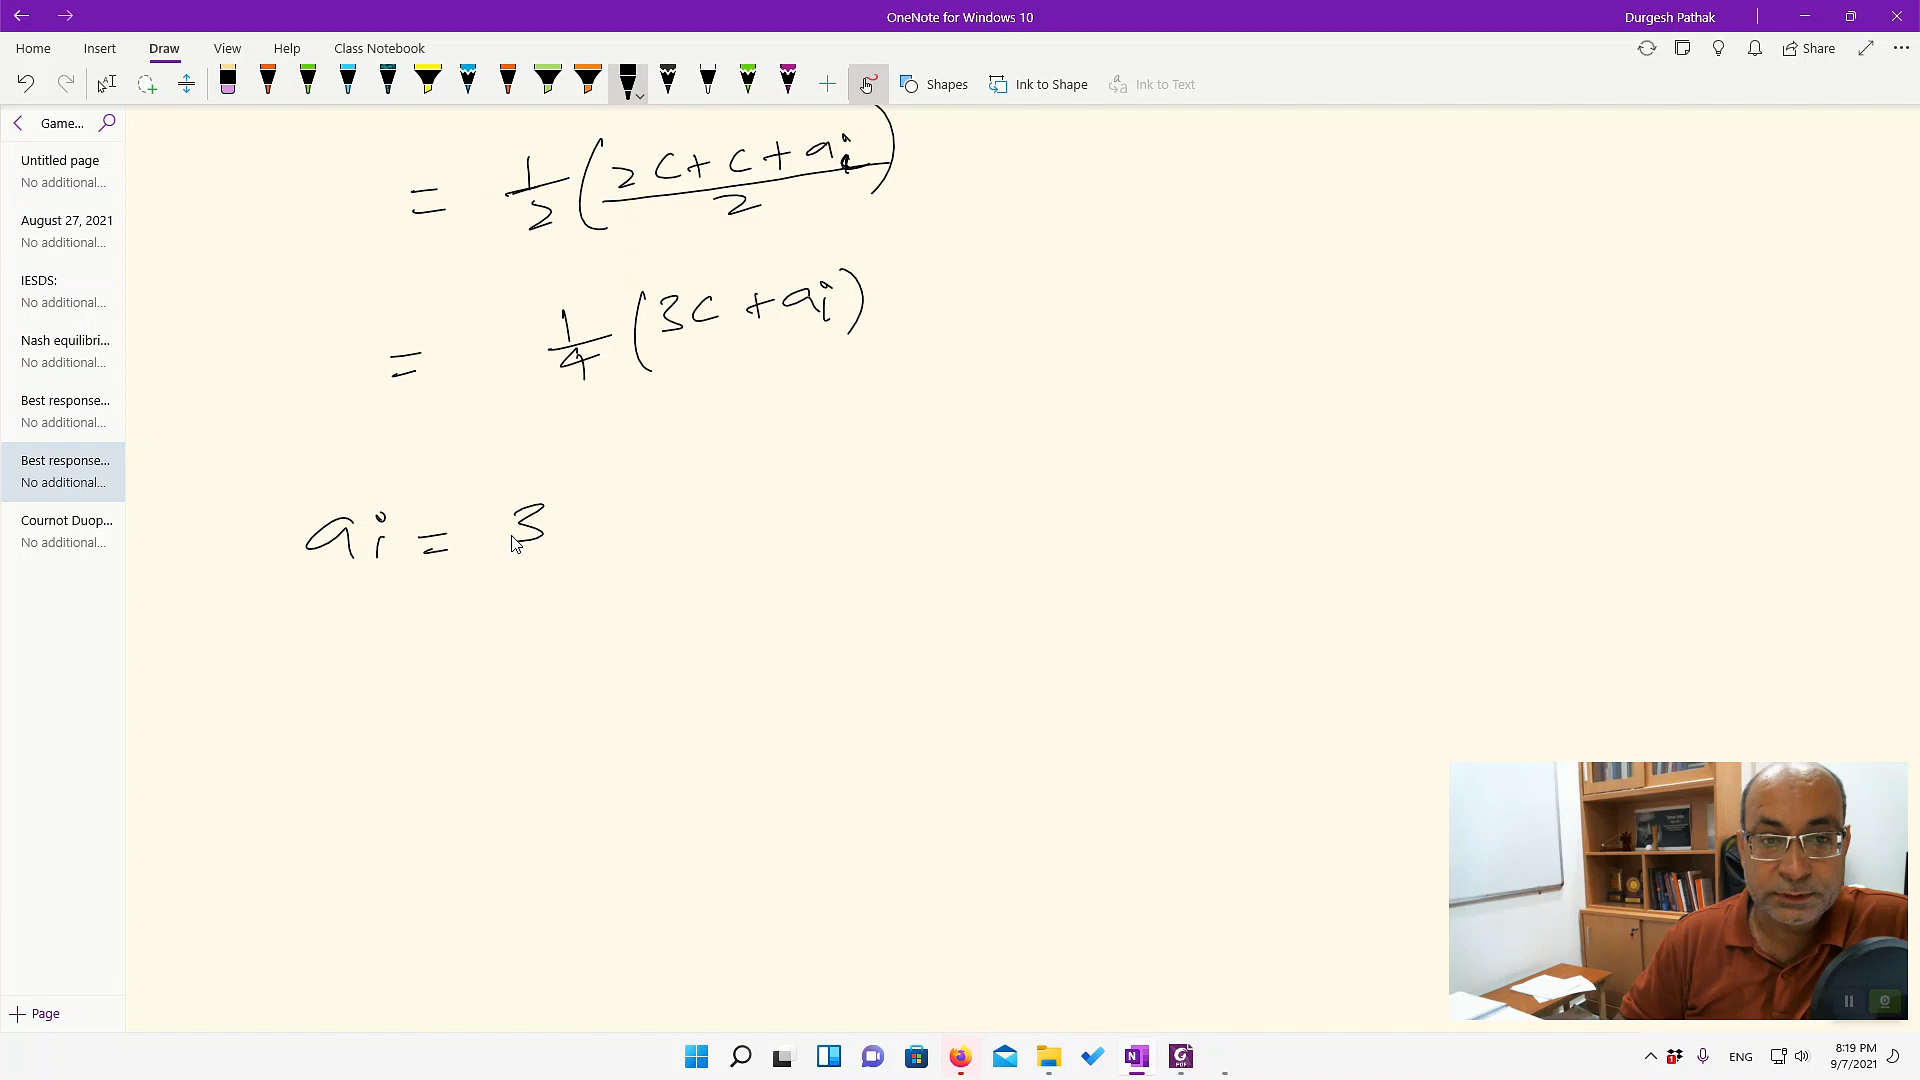 OneNote for Windows 10
Durgesh Pathak
Home Insert Draw View Help Class Notebook
Share
Shapes
Ink to Shape
Ink to Text
Game...
Untitled page
No additional...
August 27, 2021
No additional...
IESDS:
No additional...
Nash equilibri...
No additional...
Best response...
No additional...
Best response...
No additional...
Cournot Duop...
No additional...
Page
= 1/2 ( (2c + c + ai)/2 )
= 1/4 (3c + ai)
ai = 3
ENG
8:19 PM
9/7/2021